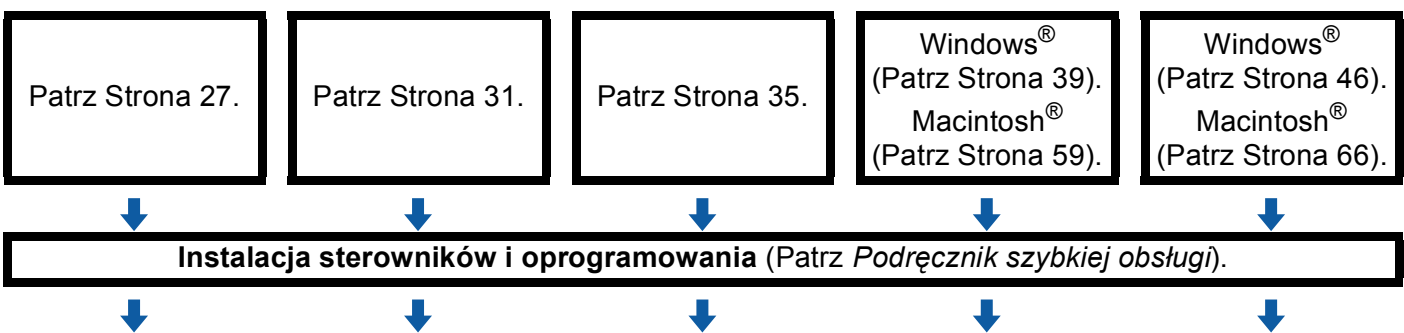 Patrz Strona 27.
Patrz Strona 31.
Patrz Strona 35.
Windows®
(Patrz Strona 39).
Macintosh®
(Patrz Strona 59).
Windows®
(Patrz Strona 46).
Macintosh®
(Patrz Strona 66).
Instalacja sterowników i oprogramowania (Patrz Podręcznik szybkiej obsługi).